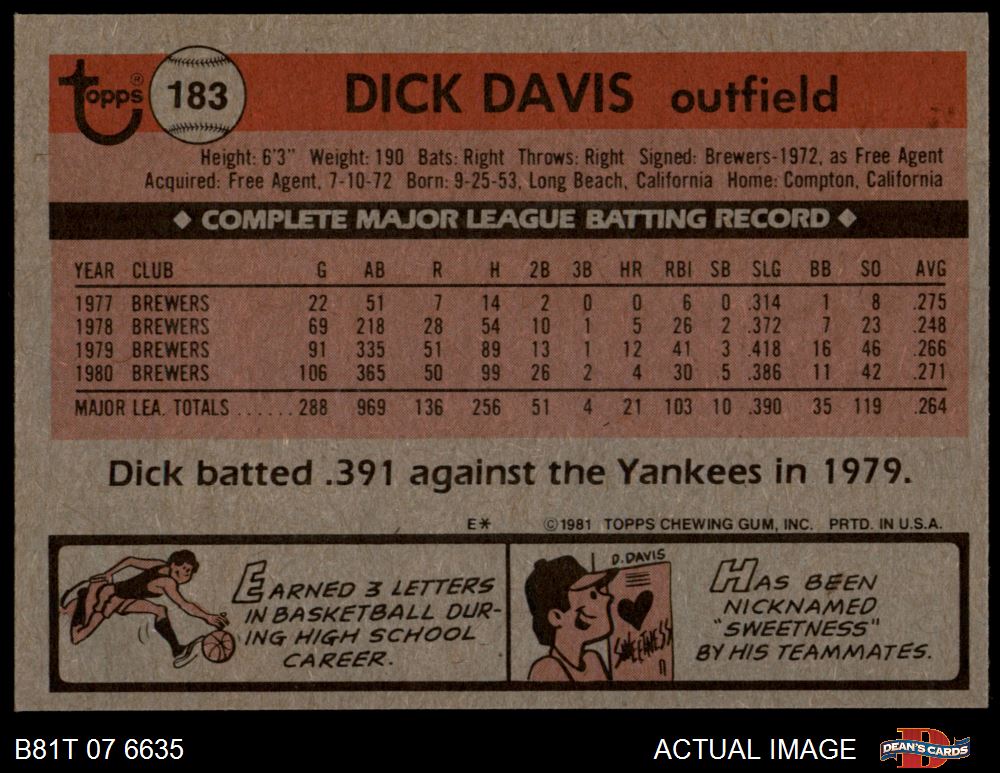 Topps® 183 DICK DAVIS outfield
Height: 6'3" Weight: 190 Bats: Right Throws: Right Signed: Brewers-1972, as Free Agent
Acquired: Free Agent, 7-10-72 Born: 9-25-53, Long Beach, California Home: Compton, California
◆ COMPLETE MAJOR LEAGUE BATTING RECORD ◆
YEAR CLUB G AB R H 2B 3B HR RBI SB SLG BB SO AVG
1977 BREWERS 22 51 7 14 2 0 0 6 0 .314 1 8 .275
1978 BREWERS 69 218 28 54 10 1 5 26 2 .372 7 23 .248
1979 BREWERS 91 335 51 89 13 1 12 41 3 .418 16 46 .266
1980 BREWERS 106 365 50 99 26 2 4 30 5 .386 11 42 .271
MAJOR LEA. TOTALS ...... 288 969 136 256 51 4 21 103 10 .390 35 119 .264
Dick batted .391 against the Yankees in 1979.
E* ©1981 TOPPS CHEWING GUM, INC. PRTD. IN U.S.A.
EARNED 3 LETTERS
IN BASKETBALL DUR-
ING HIGH SCHOOL
CAREER.
D. DAVIS
SWEETNESS
HAS BEEN
NICKNAMED
"SWEETNESS"
BY HIS TEAMMATES.
B81T 07 6635 ACTUAL IMAGE DEAN'S CARDS